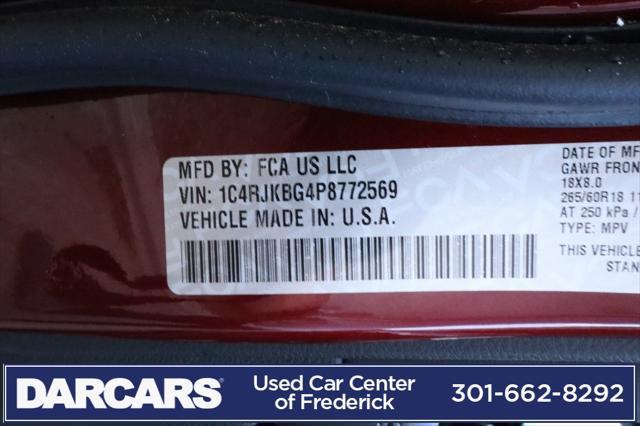 MFD BY: FCA US LLC
VIN: 1C4RJKBG4P8772569
VEHICLE MADE IN: U.S.A.
DATE OF MF
GAWR FRON
18X8.0
265/60R18 11
AT 250 kPa /
TYPE: MPV
THIS VEHICLE
STAN
DARCARS
Used Car Center
of Frederick
301-662-8292